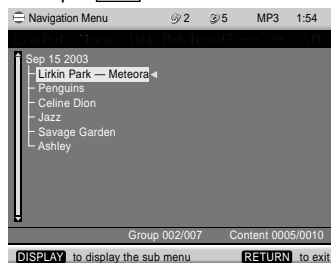 Navigation Menu 2 5 MP3 1:54
Sep 15 2003
Lirkin Park — Meteora
Penguins
Celine Dion
Jazz
Savage Garden
Ashley
Group 002/007 Content 0005/0010
DISPLAY to display the sub menu RETURN to exit